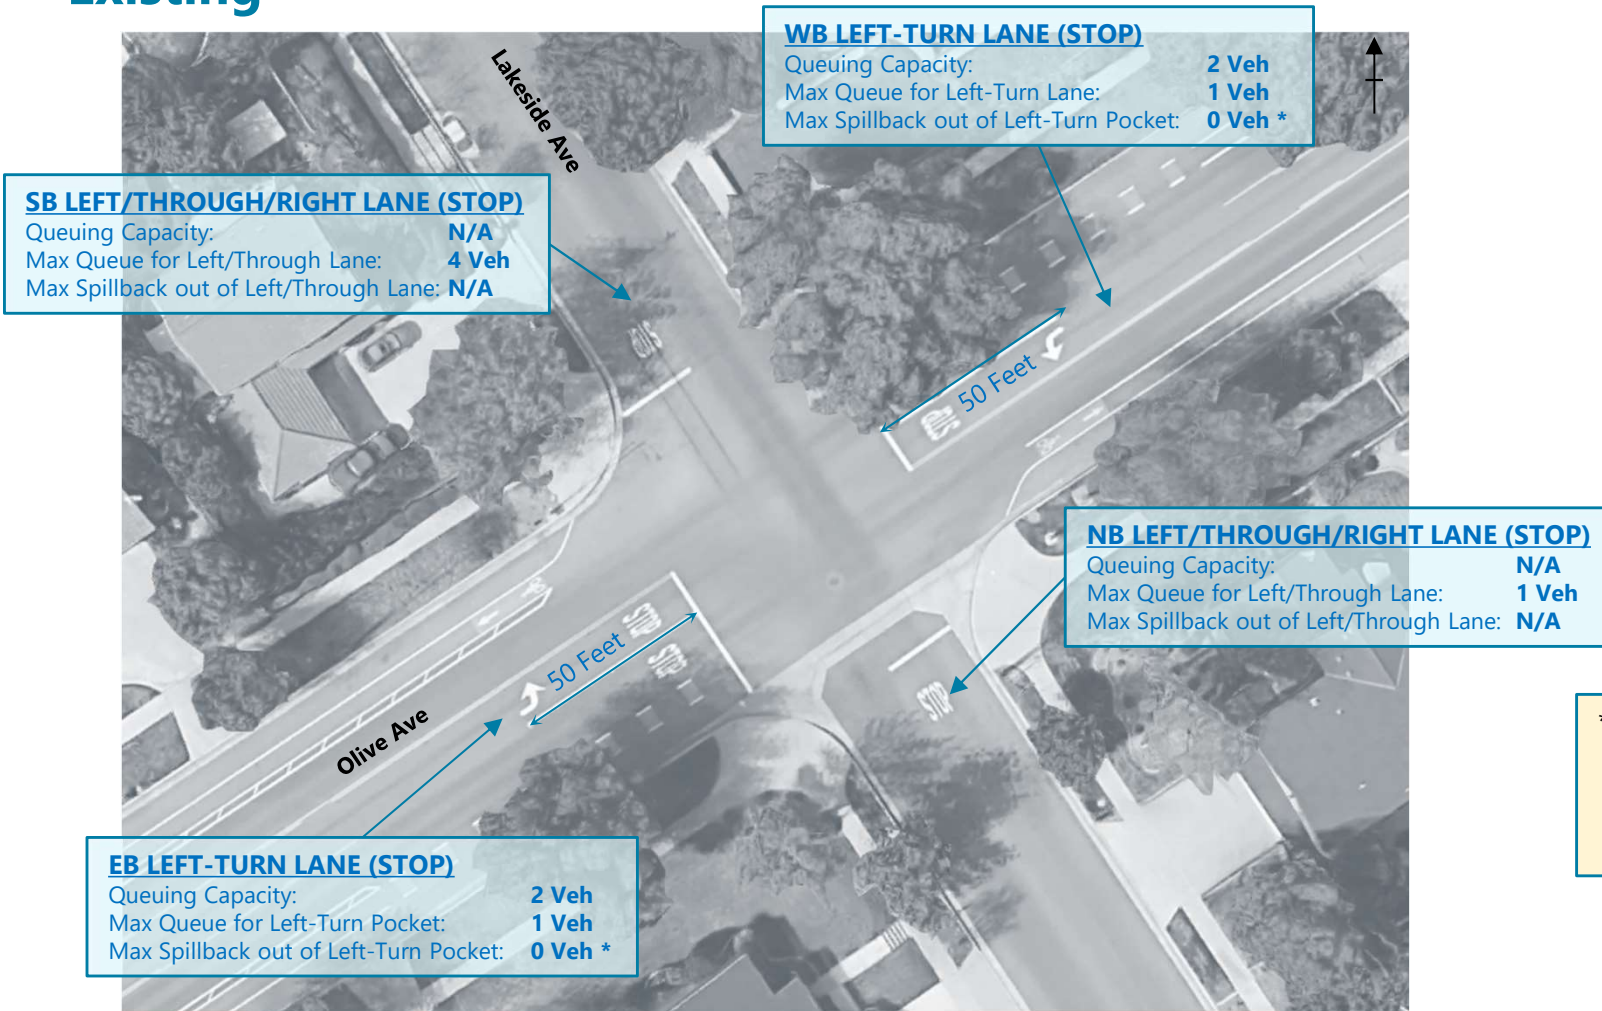 Existing
WB LEFT-TURN LANE (STOP)
Queuing Capacity: 2 Veh
Max Queue for Left-Turn Lane: 1 Veh
Max Spillback out of Left-Turn Pocket: 0 Veh *
Lakeside Ave
SB LEFT/THROUGH/RIGHT LANE (STOP)
Queuing Capacity: N/A
Max Queue for Left/Through Lane: 4 Veh
Max Spillback out of Left/Through Lane: N/A
50 Feet
STOP
NB LEFT/THROUGH/RIGHT LANE (STOP)
Queuing Capacity: N/A
Max Queue for Left/Through Lane: 1 Veh
Max Spillback out of Left/Through Lane: N/A
STOP
STOP
50 Feet
STOP
Olive Ave
*
EB LEFT-TURN LANE (STOP)
Queuing Capacity: 2 Veh
Max Queue for Left-Turn Pocket: 1 Veh
Max Spillback out of Left-Turn Pocket: 0 Veh *